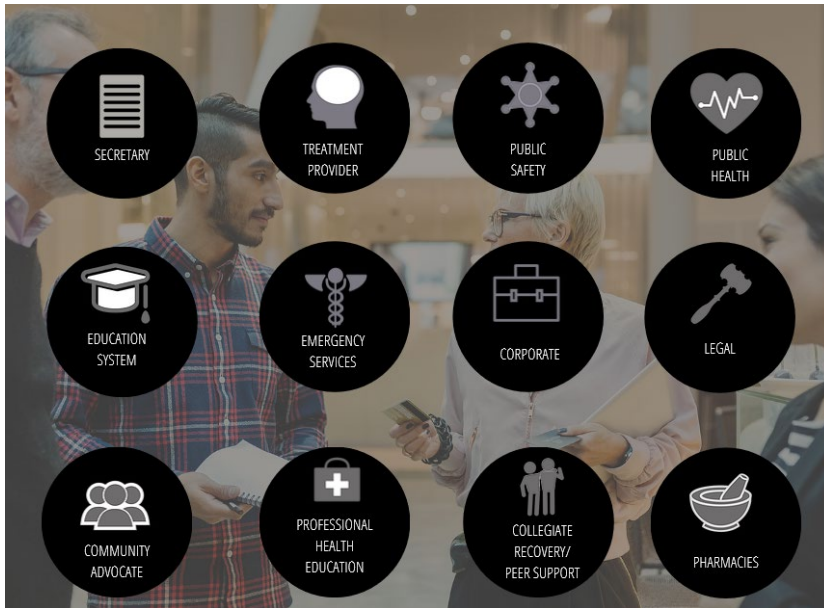 SECRETARY
TREATMENT
PROVIDER
PUBLIC
SAFETY
PUBLIC
HEALTH
EDUCATION
SYSTEM
EMERGENCY
SERVICES
CORPORATE
LEGAL
COMMUNITY
ADVOCATE
PROFESSIONAL
HEALTH
EDUCATION
COLLEGIATE
RECOVERY/
PEER SUPPORT
PHARMACIES